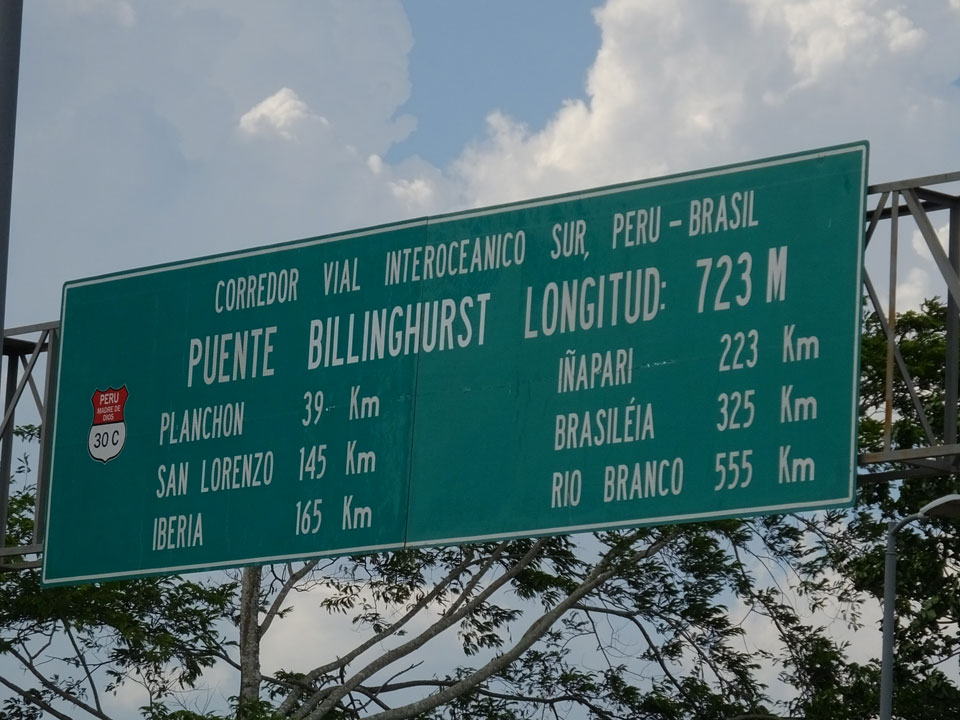 CORREDOR VIAL INTEROCEANICO SUR, PERU - BRASIL
PUENTE BILLINGHURST LONGITUD: 723 M
PERU
MADRE DE
DIOS
30 C
PLANCHON 39 Km
SAN LORENZO 145 Km
IBERIA 165 Km
IÑAPARI 223 Km
BRASILÉIA 325 Km
RIO BRANCO 555 Km